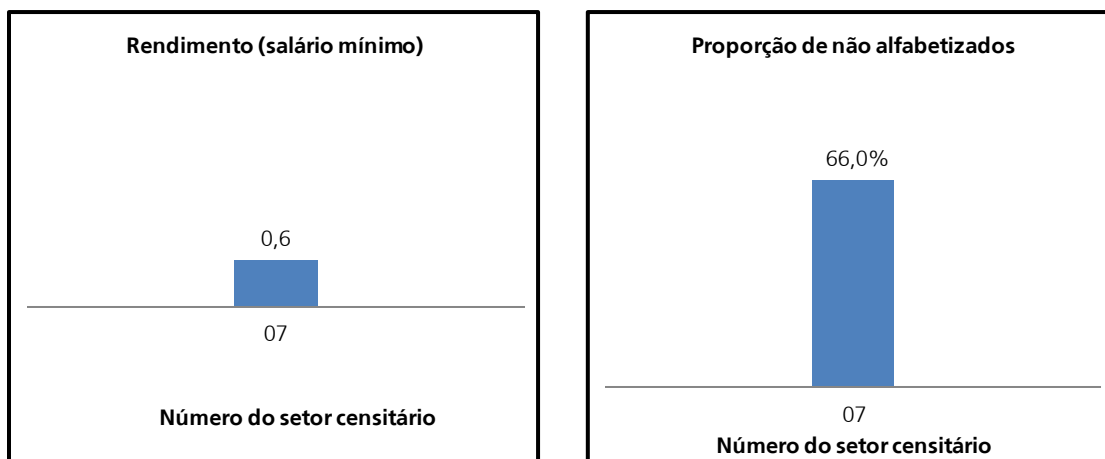 Rendimento (salário mínimo)
0,6
07
Número do setor censitário
Proporção de não alfabetizados
66,0%
07
Número do setor censitário